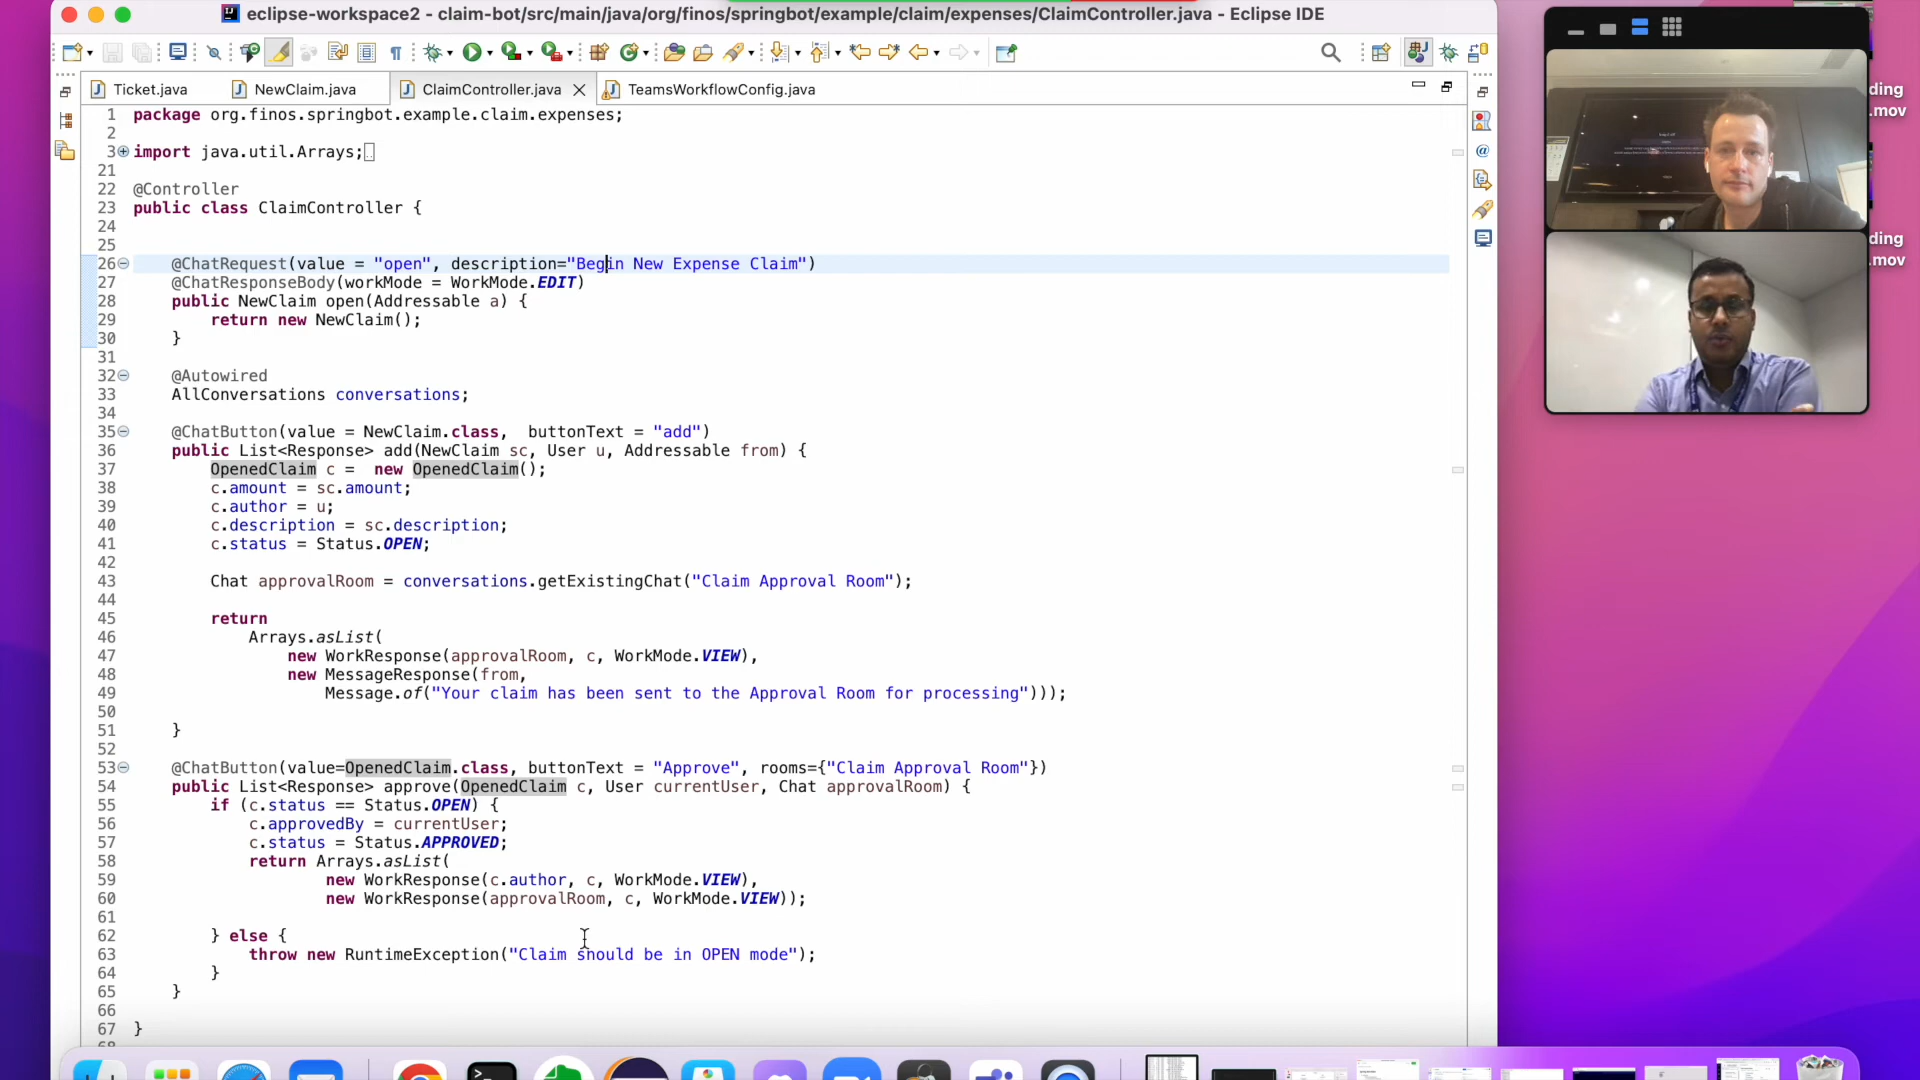 eclipse-workspace2 - claim-bot/src/main/java/org/finos/springbot/example/claim/expenses/ClaimController.java - Eclipse IDE
Ticket.java
NewClaim.java
ClaimController.java
TeamsWorkflowConfig.java
ding
.mov
ding
.mov
1 package org.finos.springbot.example.claim.expenses;
2
3 import java.util.Arrays;
21
22 @Controller
23 public class ClaimController {
24
25
26 @ChatRequest(value = "open", description="Begin New Expense Claim")
27 @ChatResponseBody(workMode = WorkMode.EDIT)
28 public NewClaim open(Addressable a) {
29 return new NewClaim();
30 }
31
32 @Autowired
33 AllConversations conversations;
34
35 @ChatButton(value = NewClaim.class,  buttonText = "add")
36 public List<Response> add(NewClaim sc, User u, Addressable from) {
37 OpenedClaim c =  new OpenedClaim();
38 c.amount = sc.amount;
39 c.author = u;
40 c.description = sc.description;
41 c.status = Status.OPEN;
42
43 Chat approvalRoom = conversations.getExistingChat("Claim Approval Room");
44
45 return
46 Arrays.asList(
47 new WorkResponse(approvalRoom, c, WorkMode.VIEW),
48 new MessageResponse(from,
49 Message.of("Your claim has been sent to the Approval Room for processing")));
50
51 }
52
53 @ChatButton(value=OpenedClaim.class, buttonText = "Approve", rooms={"Claim Approval Room"})
54 public List<Response> approve(OpenedClaim c, User currentUser, Chat approvalRoom) {
55 if (c.status == Status.OPEN) {
56 c.approvedBy = currentUser;
57 c.status = Status.APPROVED;
58 return Arrays.asList(
59 new WorkResponse(c.author, c, WorkMode.VIEW),
60 new WorkResponse(approvalRoom, c, WorkMode.VIEW));
61
62 } else {
63 throw new RuntimeException("Claim should be in OPEN mode");
64 }
65 }
66
67 }